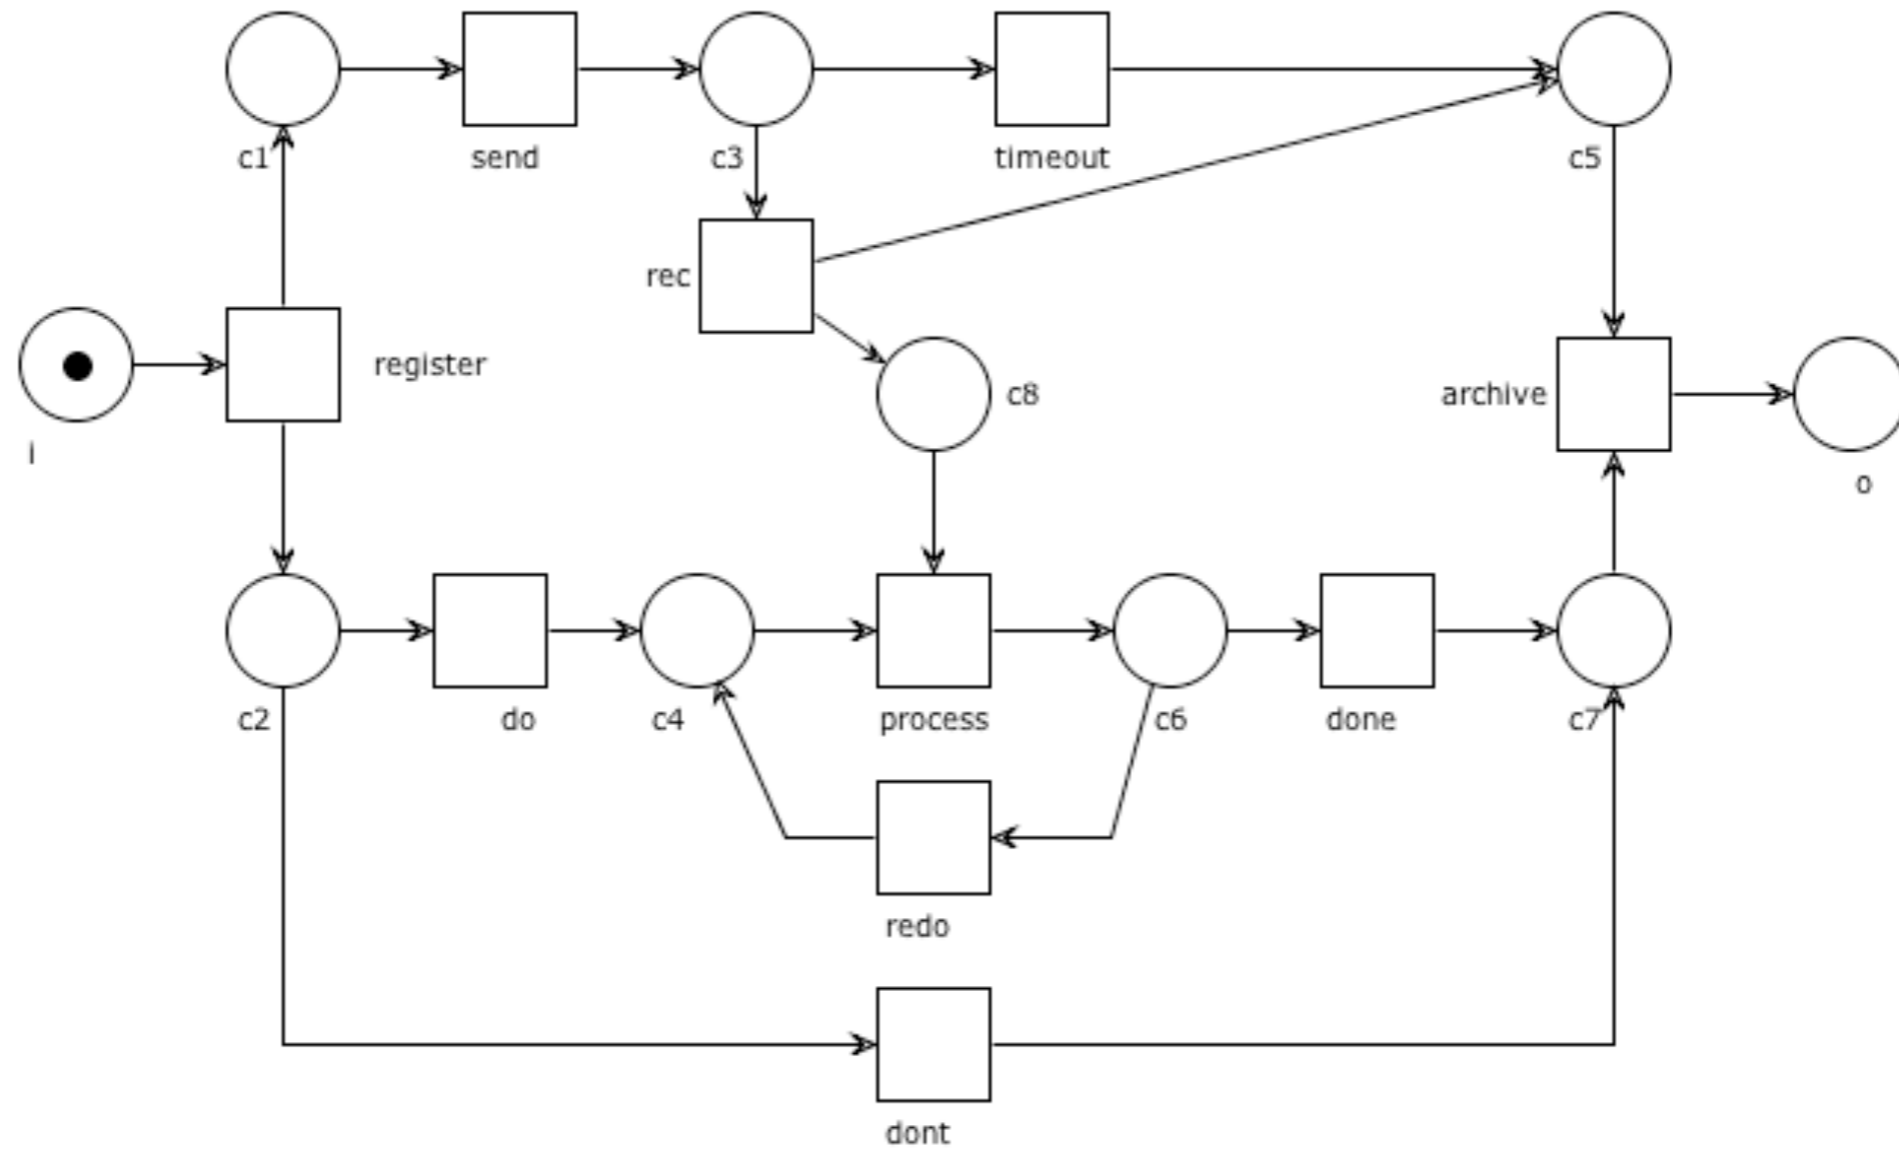 c1
send
c3
timeout
c5
rec
register
c8
archive
i
o
c2
do
c4
process
c6
done
c7
redo
dont